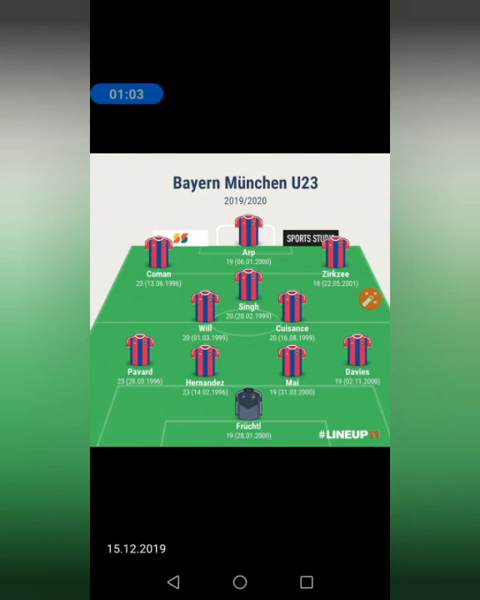 01:03
Bayern München U23
2019/2020
SPORTS STUDIO
Arp
19 (06.01.2000)
Coman
23 (13.06.1996)
Zirkzee
18 (22.05.2001)
Singh
20 (20.02.1999)
Will
20 (01.03.1999)
Cuisance
20 (16.08.1999)
Pavard
23 (28.03.1996)
Hernandez
23 (14.02.1996)
Mai
19 (31.03.2000)
Davies
19 (02.11.2000)
Früchtl
19 (28.01.2000)
#LINEUP11
15.12.2019